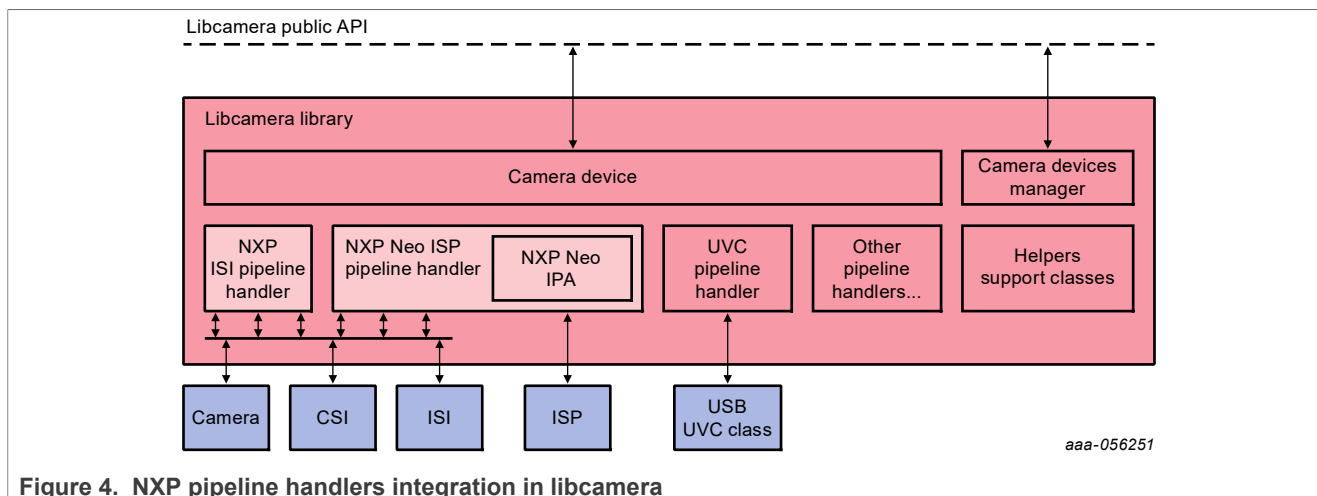 Libcamera public API
Libcamera library
Camera device
Camera devices
manager
NXP
ISI pipeline
handler
NXP Neo ISP
pipeline handler
NXP Neo
IPA
UVC
pipeline
handler
Other
pipeline
handlers...
Helpers
support classes
Camera
CSI
ISI
ISP
USB
UVC class
aaa-056251
Figure 4. NXP pipeline handlers integration in libcamera